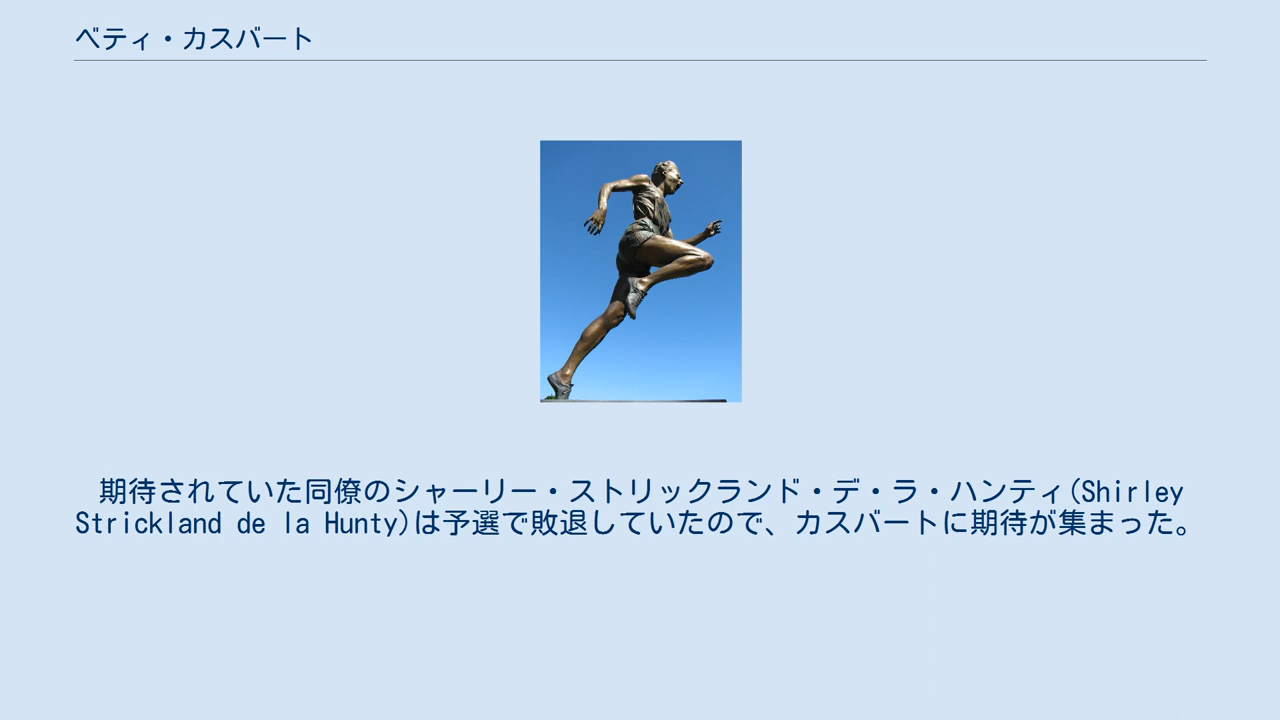 ベティ・カスバート
期待されていた同僚のシャーリー・ストリックランド・デ・ラ・ハンティ(Shirley
Strickland de la Hunty)は予選で敗退していたので、カスバートに期待が集まった。